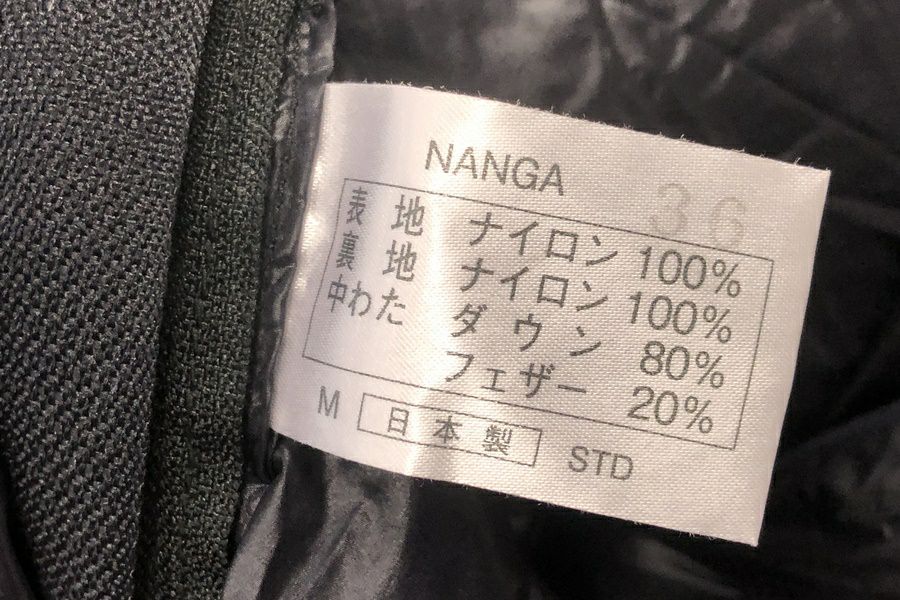 NANGA
36
表地 ナイロン 100%
裏地 ナイロン 100%
中わた ダウン 80%
フェザー 20%
M 日本製 STD